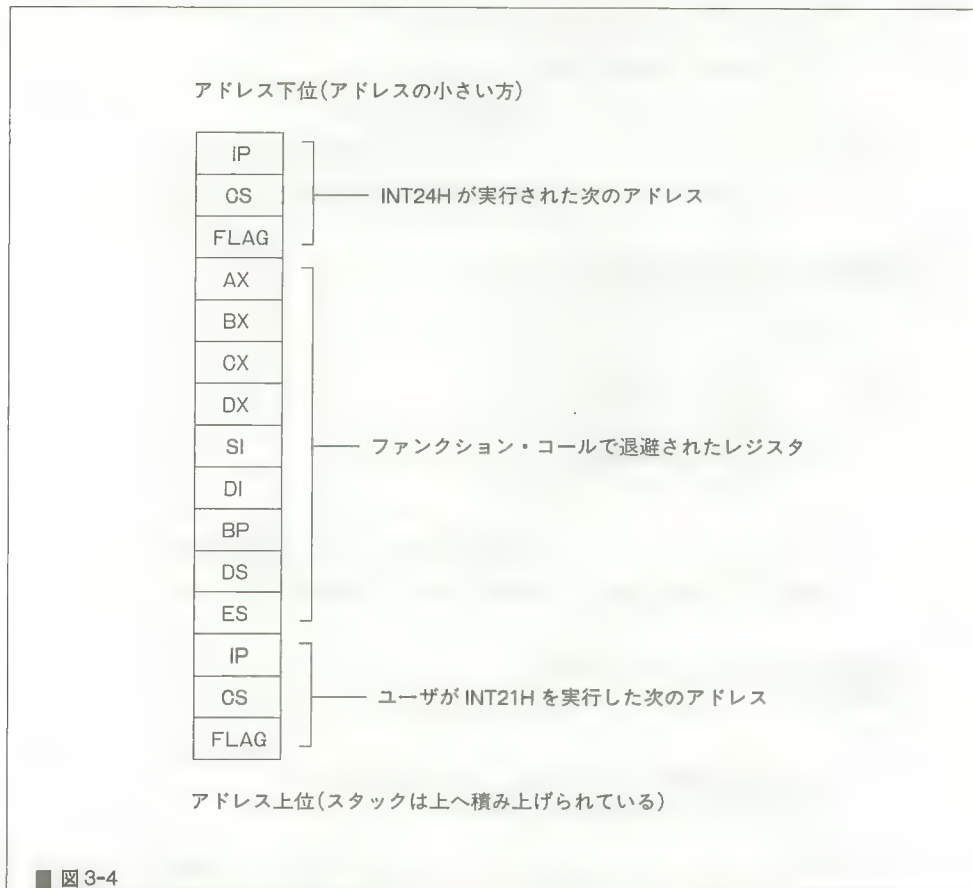 アドレス下位(アドレスの小さい方)
IP
CS
INT24H が実行された次のアドレス
FLAG
AX
BX
CX
DX
SI
ファンクション・コールで退避されたレジスタ
DI
BP
DS
ES
IP
CS
ユーザが INT21H を実行した次のアドレス
FLAG
アドレス上位(スタックは上へ積み上げられている)
■ 図 3-4